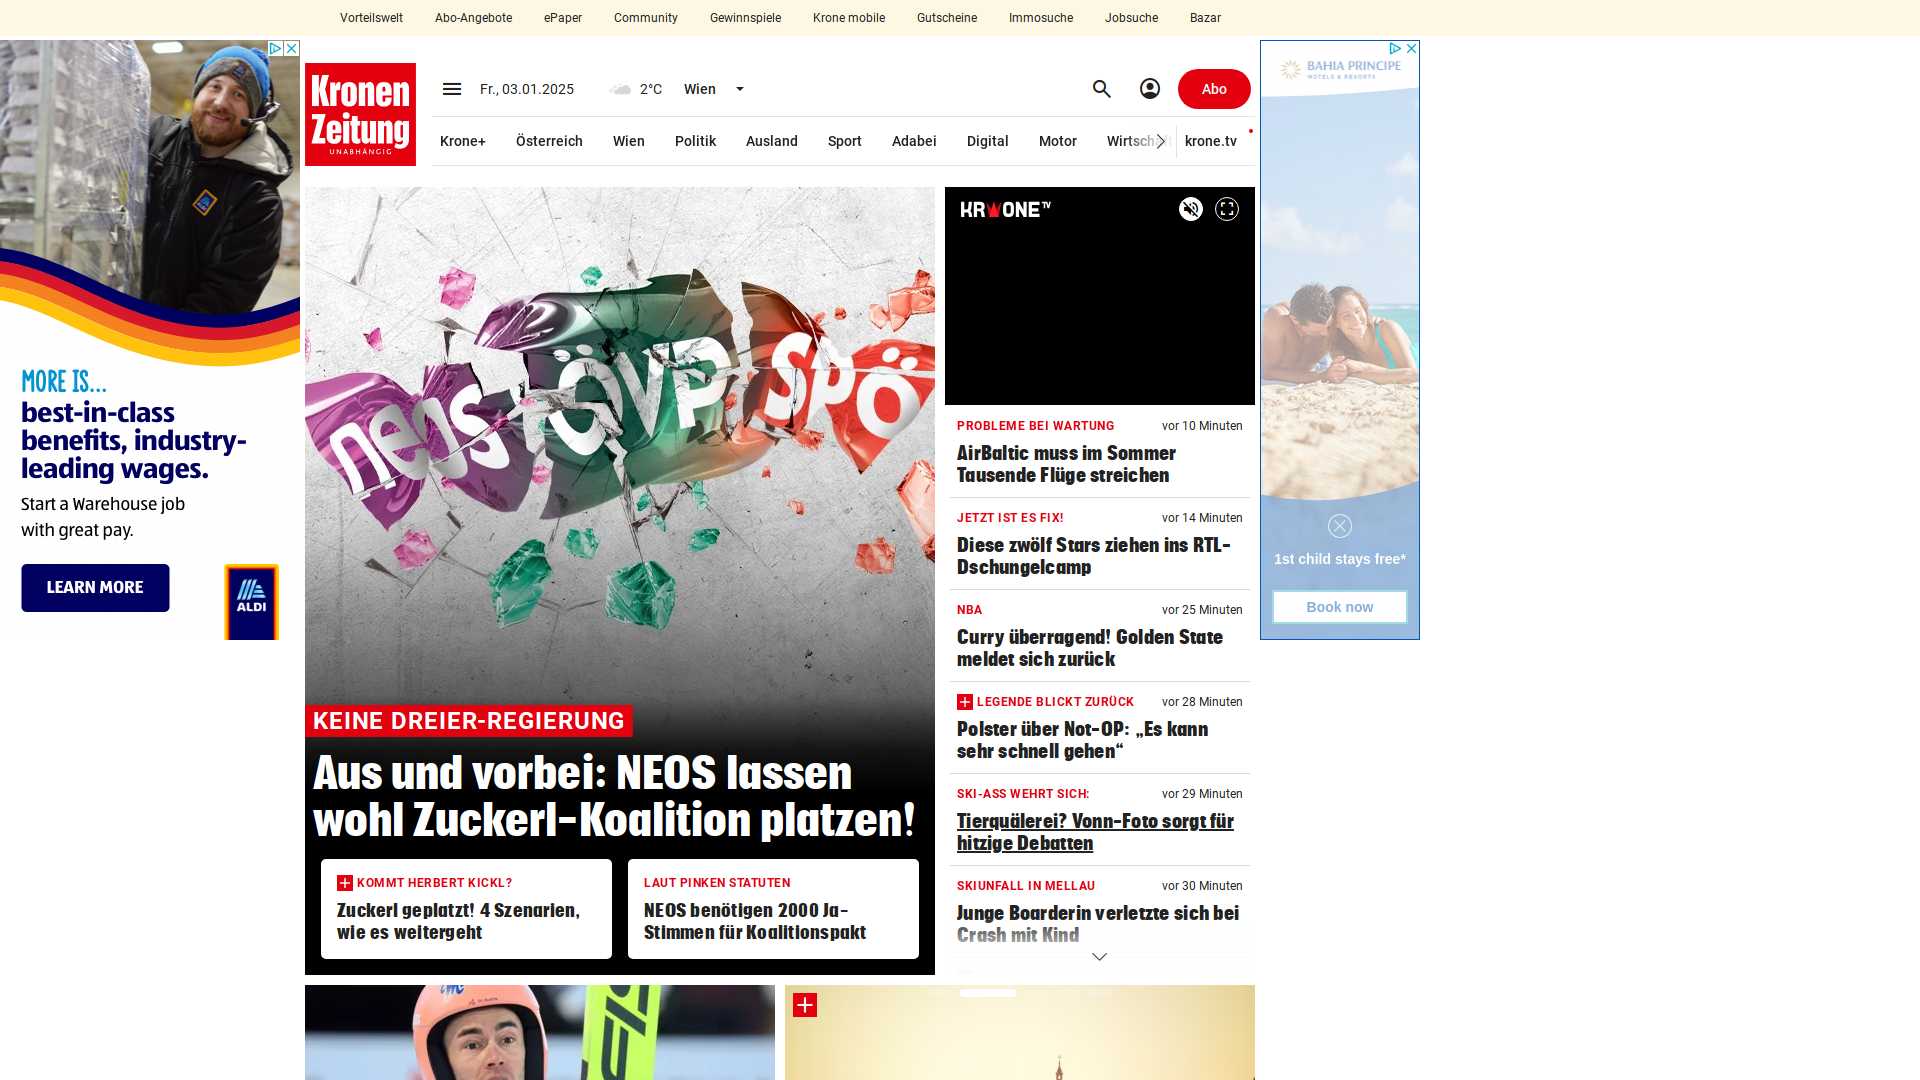 Vorteilswelt
Abo-Angebote
ePaper
Community
Gewinnspiele
Krone mobile
Gutscheine
Immosuche
Jobsuche
Bazar
Kronen
Zeitung
UNABHÄNGIG
Fr., 03.01.2025
2°C
Wien
Abo
Krone+
Österreich
Wien
Politik
Ausland
Sport
Adabei
Digital
Motor
Wirtschaft
krone.tv
MORE IS...
best-in-class
benefits, industry-
leading wages.
Start a Warehouse job
with great pay.
LEARN MORE
ALDI
neos ÖVP SPÖ
KEINE DREIER-REGIERUNG
Aus und vorbei: NEOS lassen
wohl Zuckerl-Koalition platzen!
KOMMT HERBERT KICKL?
Zuckerl geplatzt! 4 Szenarien,
wie es weitergeht
LAUT PINKEN STATUTEN
NEOS benötigen 2000 Ja-
Stimmen für Koalitionspakt
KRONE TV
PROBLEME BEI WARTUNG
vor 10 Minuten
AirBaltic muss im Sommer
Tausende Flüge streichen
JETZT IST ES FIX!
vor 14 Minuten
Diese zwölf Stars ziehen ins RTL-
Dschungelcamp
NBA
vor 25 Minuten
Curry überragend! Golden State
meldet sich zurück
LEGENDE BLICKT ZURÜCK
vor 28 Minuten
Polster über Not-OP: „Es kann
sehr schnell gehen“
SKI-ASS WEHRT SICH:
vor 29 Minuten
Tierquälerei? Vonn-Foto sorgt für
hitzige Debatten
SKIUNFALL IN MELLAU
vor 30 Minuten
Junge Boarderin verletzte sich bei
Crash mit Kind
BAHIA PRINCIPE
HOTELS & RESORTS
1st child stays free*
Book now